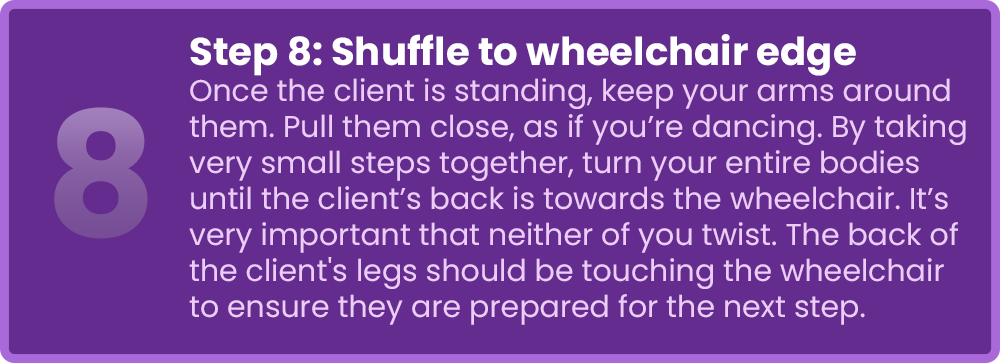 8
Step 8: Shuffle to wheelchair edge
Once the client is standing, keep your arms around
them. Pull them close, as if you’re dancing. By taking
very small steps together, turn your entire bodies
until the client’s back is towards the wheelchair. It’s
very important that neither of you twist. The back of
the client's legs should be touching the wheelchair
to ensure they are prepared for the next step.